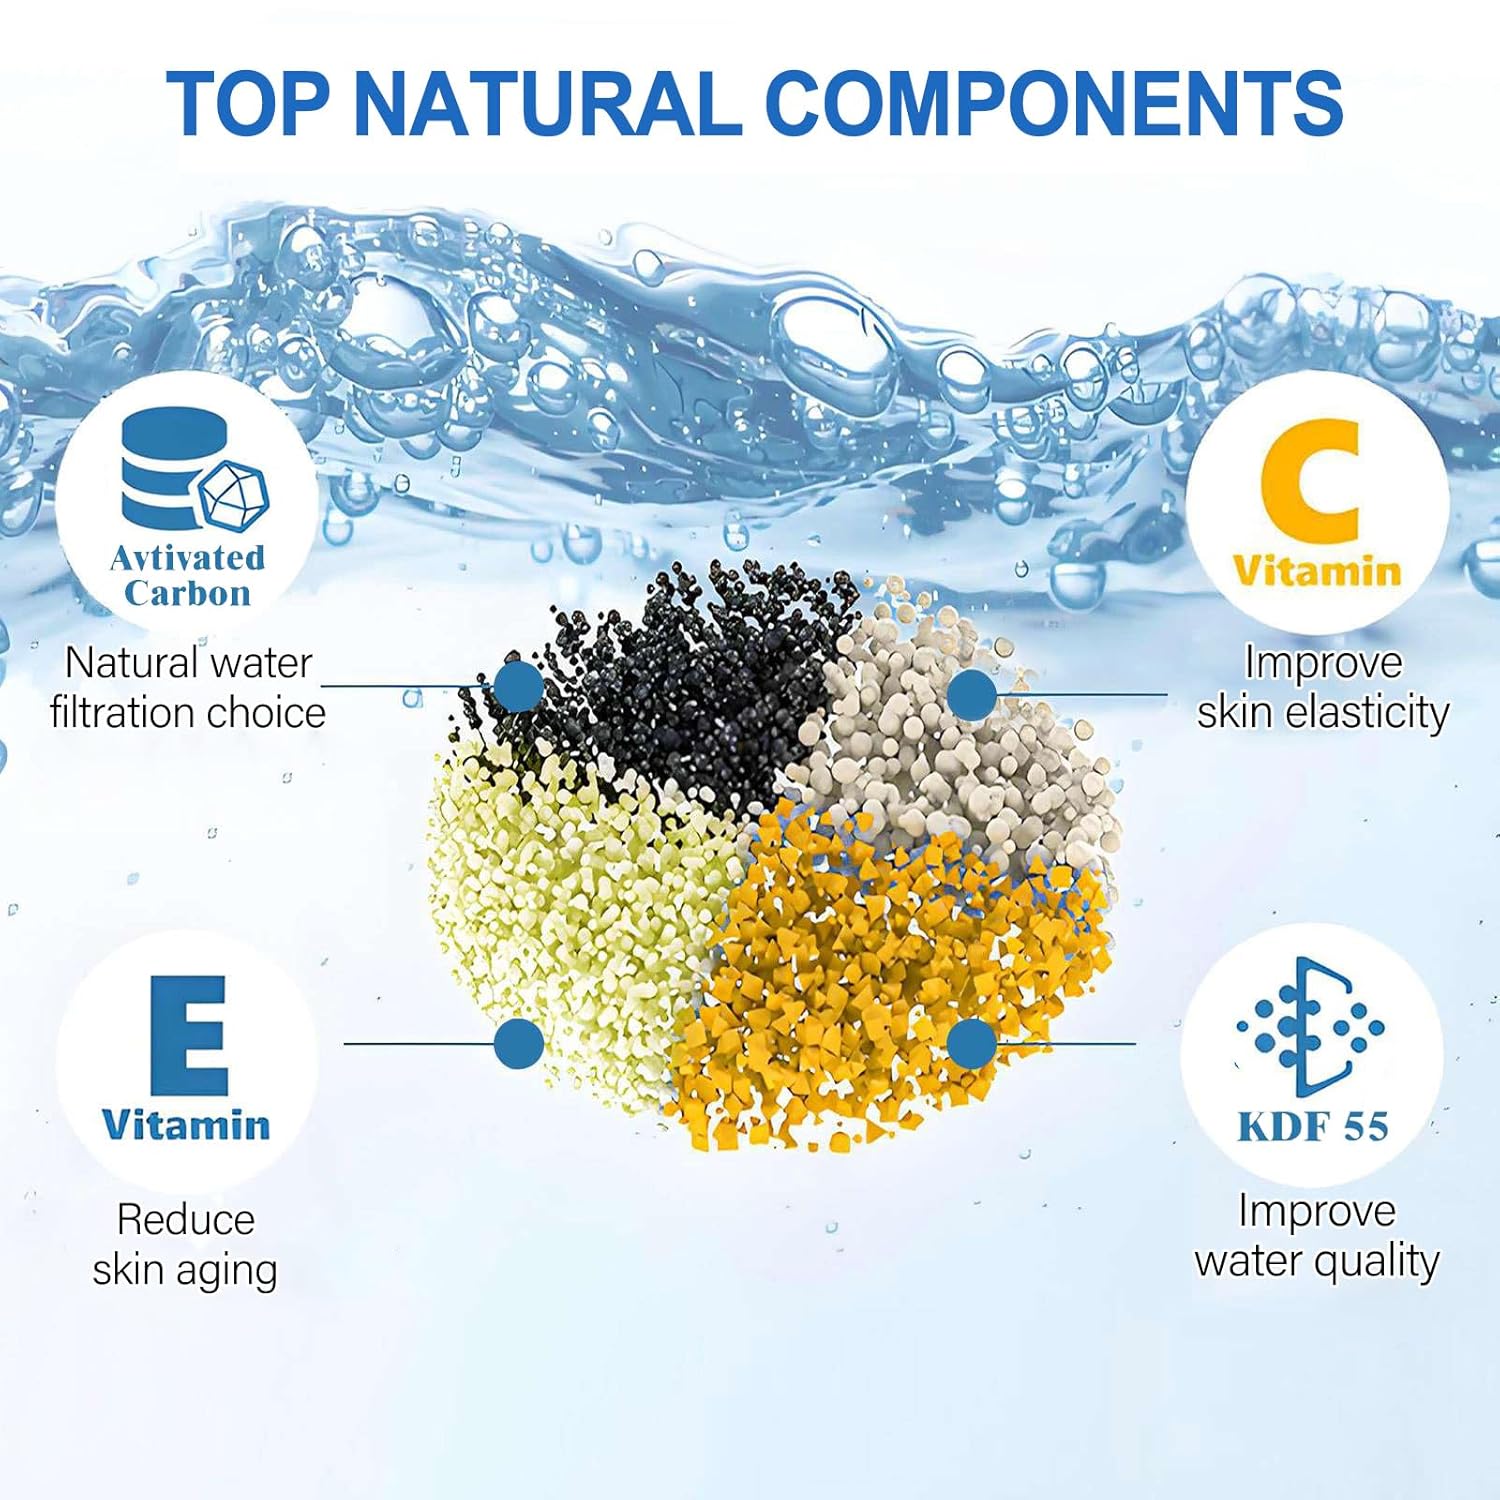 TOP NATURAL COMPONENTS
Avtivated
Carbon
Natural water
filtration choice
C
Vitamin
Improve
skin elasticity
E
Vitamin
Reduce
skin aging
KDF 55
Improve
water quality